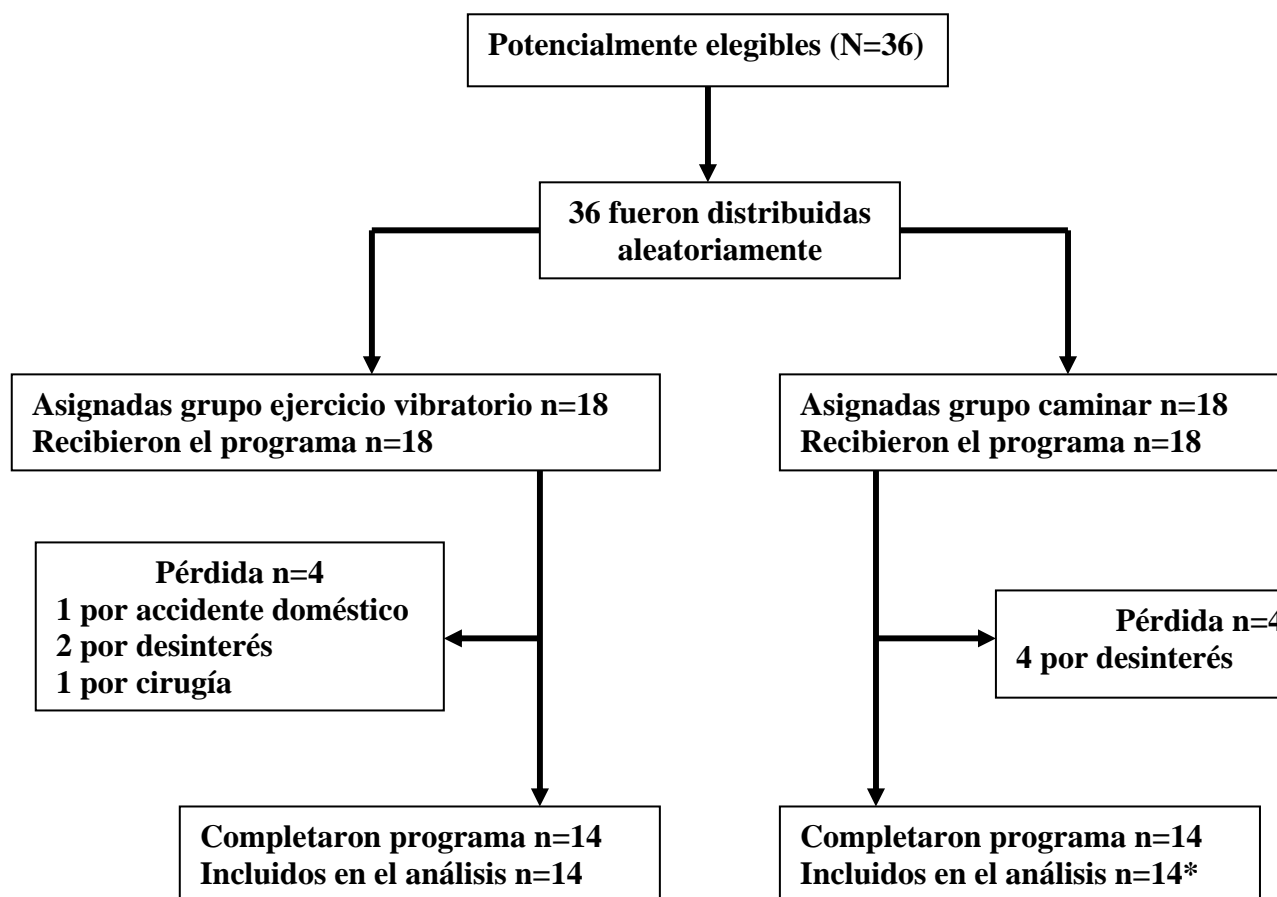 Potencialmente elegibles (N=36)
36 fueron distribuidas
aleatoriamente
Asignadas grupo ejercicio vibratorio n=18
Recibieron el programa n=18
Asignadas grupo caminar n=18
Recibieron el programa n=18
Pérdida n=4
1 por accidente doméstico
2 por desinterés
1 por cirugía
Pérdida n=4
4 por desinterés
Completaron programa n=14
Incluidos en el análisis n=14
Completaron programa n=14
Incluidos en el análisis n=14*